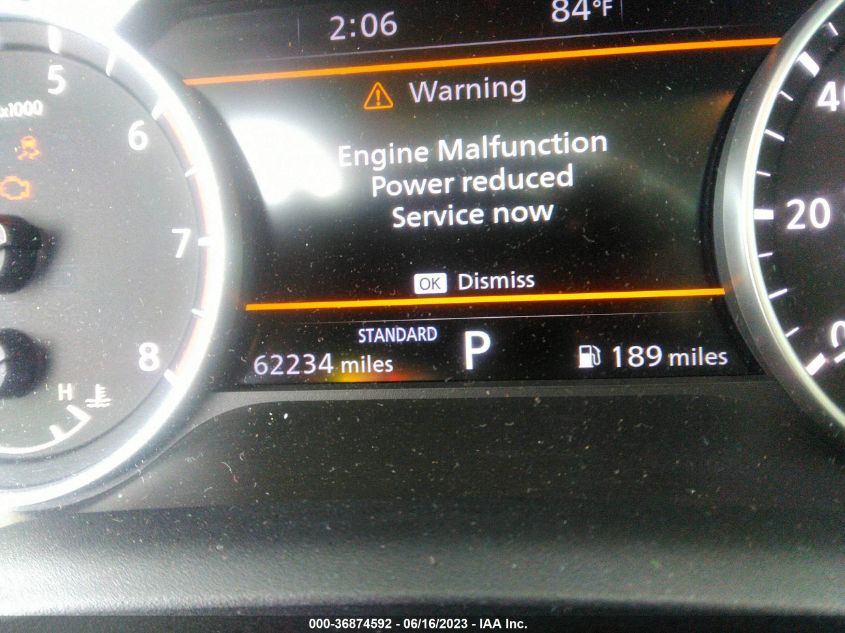 2:06
84°F
Warning
Engine Malfunction
Power reduced
Service now
OK Dismiss
STANDARD
62234 miles
P
189 miles
5
x1000
6
7
8
H
40
20
0
000-36874592 - 06/16/2023 - IAA Inc.